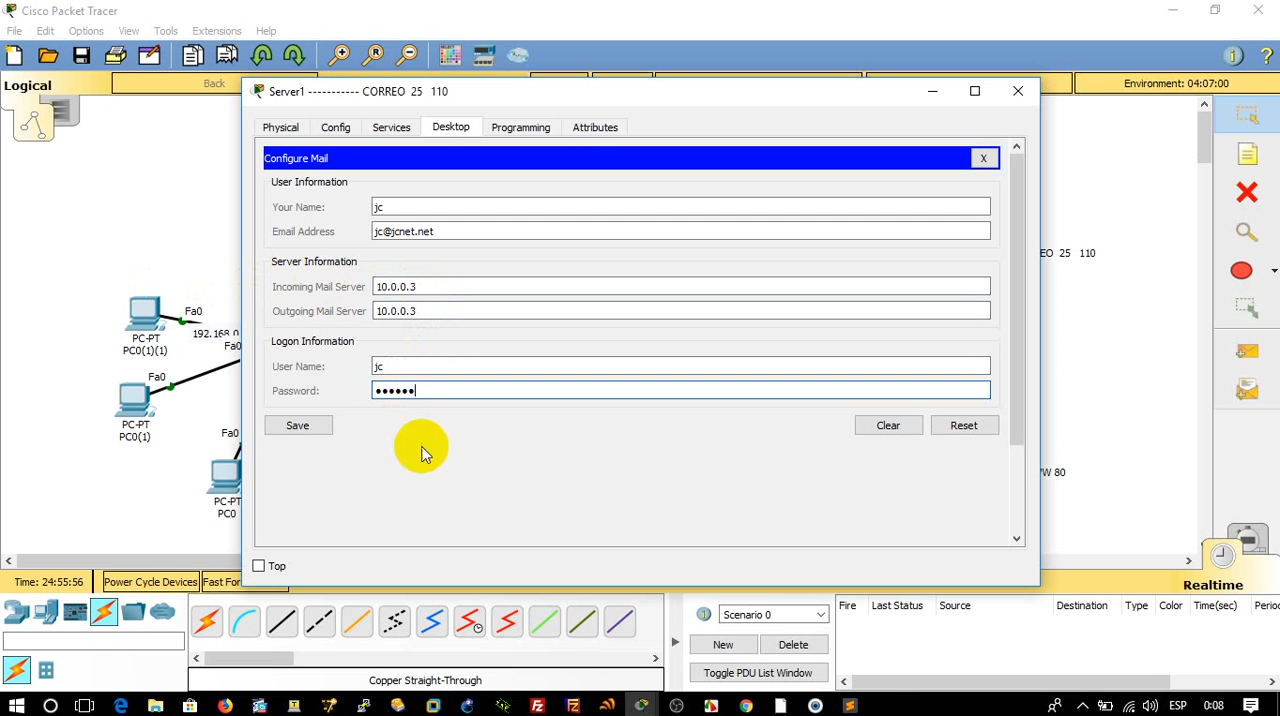 Cisco Packet Tracer
File Edit Options View Tools Extensions Help
Logical
Back
Environment: 04:07:00
Server1 ----------- CORREO 25 110
Physical Config Services Desktop Programming Attributes
Configure Mail X
User Information
Your Name: jc
Email Address jc@jcnet.net
Server Information
Incoming Mail Server 10.0.0.3
Outgoing Mail Server 10.0.0.3
Logon Information
User Name: jc
Password: ••••••
Save Clear Reset
Top
EO 25 110
Fa0
192.168.0
PC-PT
PC0(1)(1)
Fa0
Fa0
PC-PT
PC0(1)
Fa0
PC-PT
PC0
W 80
Time: 24:55:56 Power Cycle Devices Fast For
Realtime
Scenario 0
New Delete
Toggle PDU List Window
Fire Last Status Source Destination Type Color Time(sec) Perio
Copper Straight-Through
ESP 0:08